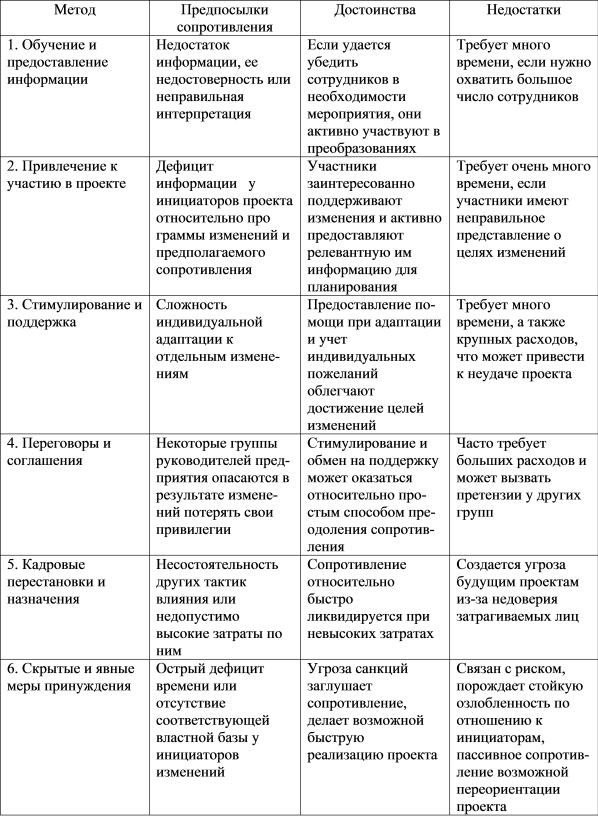 Метод
Предпосылки
сопротивления
Достоинства
Недостатки
1. Обучение и
предоставление
информации
Недостаток
информации, ее
недостоверность или
неправильная
интерпретация
Если удается
убедить
сотрудников в
необходимости
мероприятия, они
активно участвуют в
преобразованиях
Требует много
времени, если нужно
охватить большое
число сотрудников
2. Привлечение к
участию в проекте
Дефицит
информации у
инициаторов проекта
относительно про
граммы изменений и
предполагаемого
сопротивления
Участники
заинтересованно
поддерживают
изменения и активно
предоставляют
релевантную им
информацию для
планирования
Требует очень много
времени, если
участники имеют
неправильное
представление о
целях изменений
3. Стимулирование и
поддержка
Сложность
индивидуальной
адаптации к
отдельным измене-
ниям
Предоставление по-
мощи при адаптации
и учет
индивидуальных
пожеланий
облегчают
достижение целей
изменений
Требует много
времени, а также
крупных расходов,
что может привести
к неудаче проекта
4. Переговоры и
соглашения
Некоторые группы
руководителей пред-
приятия опасаются в
результате измене-
ний потерять свои
привилегии
Стимулирование и
обмен на поддержку
может оказаться
относительно про-
стым способом пре-
одоления сопротив-
ления
Часто требует
больших расходов и
может вызвать
претензии у других
групп
5. Кадровые
перестановки и
назначения
Несостоятельность
других тактик
влияния или
недопустимо
высокие затраты по
ним
Сопротивление
относительно
быстро
ликвидируется при
невысоких затратах
Создается угроза
будущим проектам
из-за недоверия
затрагиваемых лиц
6. Скрытые и явные
меры принуждения
Острый дефицит
времени или
отсутствие
соответствующей
властной базы у
инициаторов
изменений
Угроза санкций
заглушает
сопротивление,
делает возможной
быструю
реализацию проекта
Связан с риском,
порождает стойкую
озлобленность по
отношению к
инициаторам,
пассивное сопротив-
ление возможной
переориентации
проекта